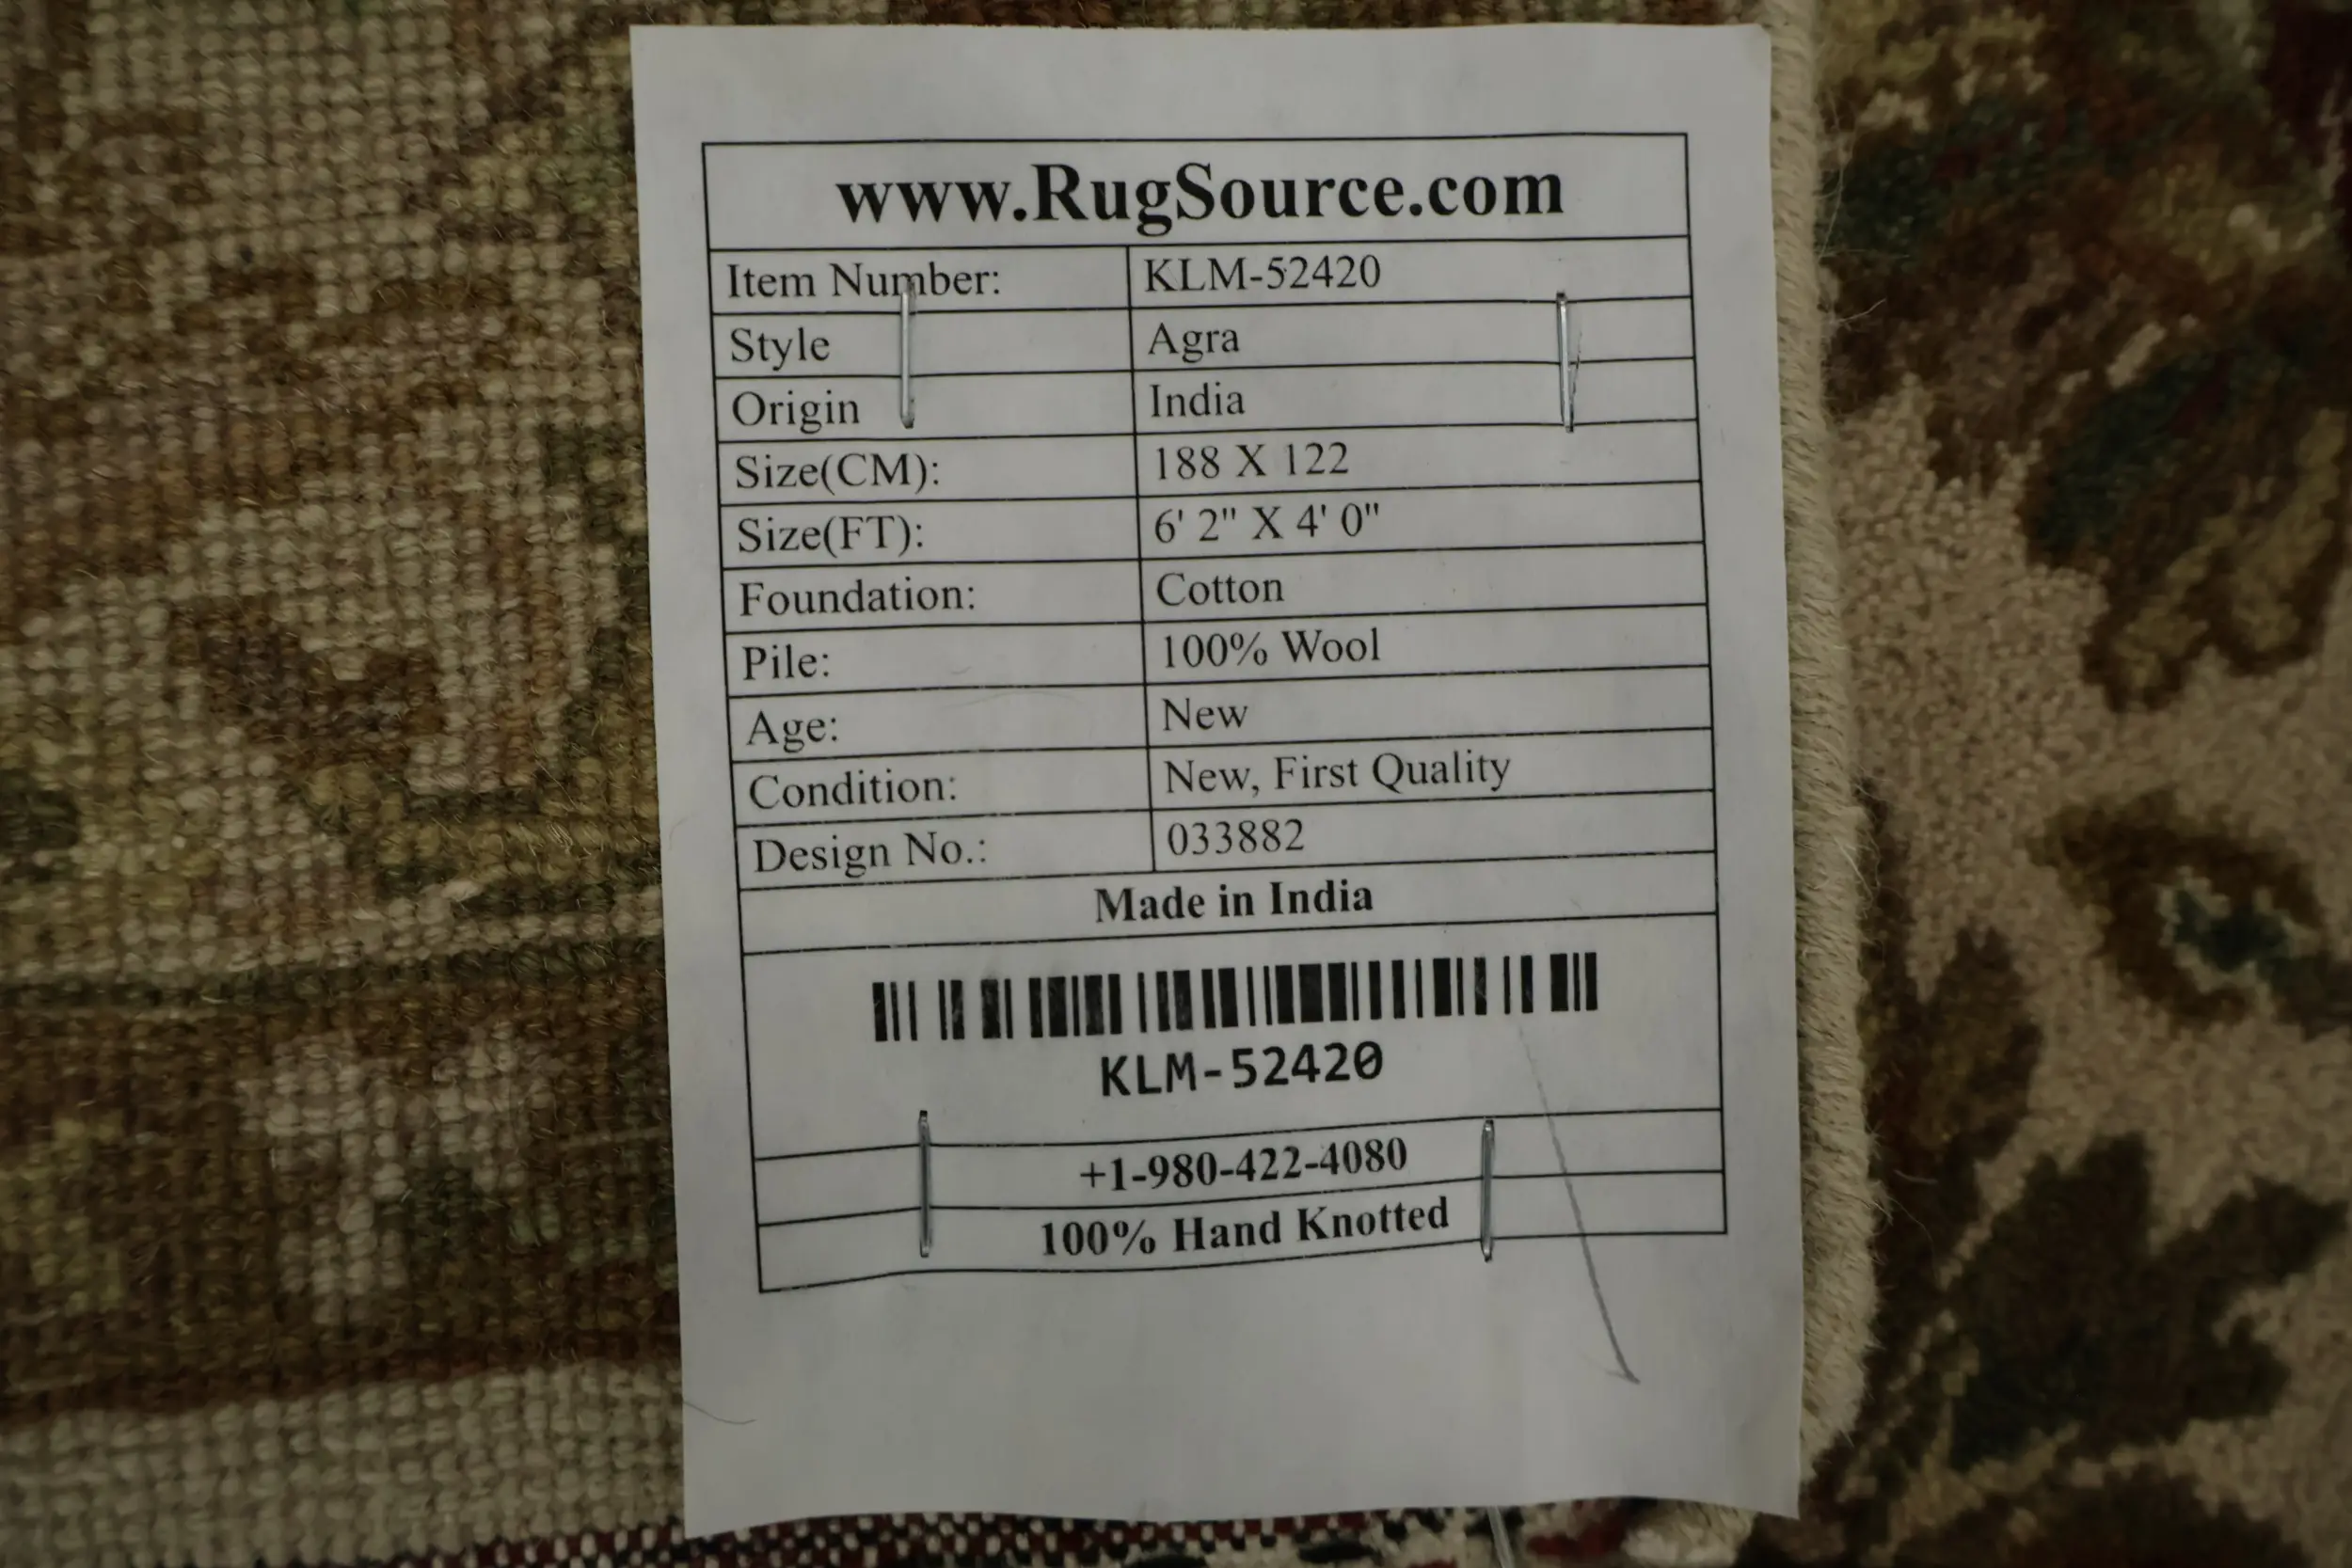 www.RugSource.com
Item Number: KLM-52420
Style Agra
Origin India
Size(CM): 188 X 122
Size(FT): 6' 2" X 4' 0"
Foundation: Cotton
Pile: 100% Wool
Age: New
Condition: New, First Quality
Design No.: 033882
Made in India
KLM-52420
+1-980-422-4080
100% Hand Knotted